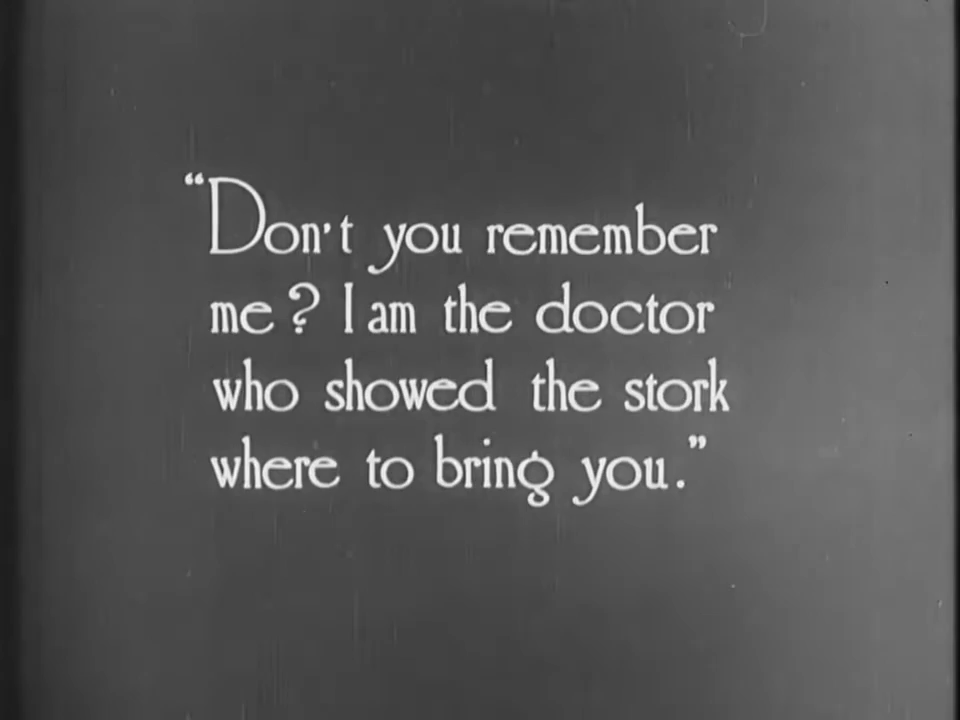 “Don't you remember
me? I am the doctor
who showed the stork
where to bring you.”